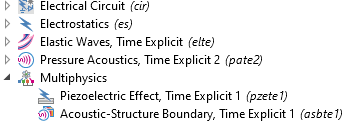 Electrical Circuit (cir)
Electrostatics (es)
Elastic Waves, Time Explicit (elte)
Pressure Acoustics, Time Explicit 2 (pate2)
Multiphysics
Piezoelectric Effect, Time Explicit 1 (pzete1)
Acoustic-Structure Boundary, Time Explicit 1 (asbte1)